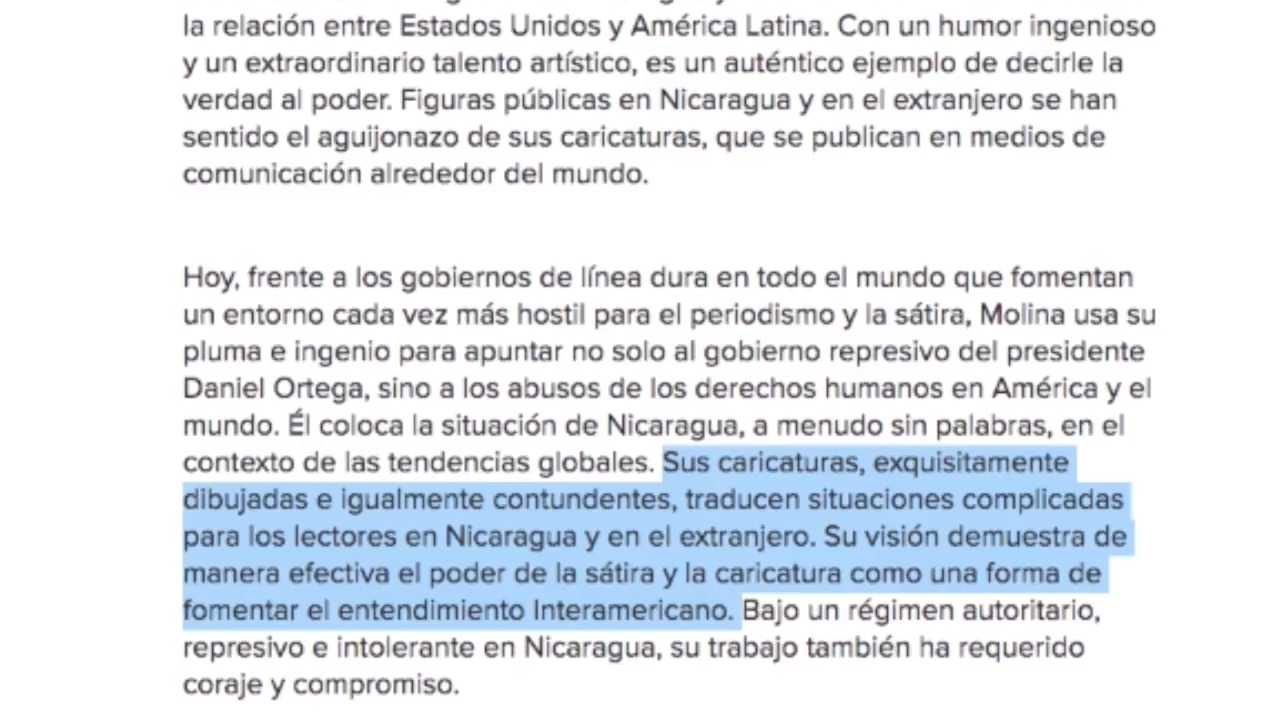 la relación entre Estados Unidos y América Latina. Con un humor ingenioso
y un extraordinario talento artístico, es un auténtico ejemplo de decirle la
verdad al poder. Figuras públicas en Nicaragua y en el extranjero se han
sentido el aguijonazo de sus caricaturas, que se publican en medios de
comunicación alrededor del mundo.
Hoy, frente a los gobiernos de línea dura en todo el mundo que fomentan
un entorno cada vez más hostil para el periodismo y la sátira, Molina usa su
pluma e ingenio para apuntar no solo al gobierno represivo del presidente
Daniel Ortega, sino a los abusos de los derechos humanos en América y el
mundo. Él coloca la situación de Nicaragua, a menudo sin palabras, en el
contexto de las tendencias globales. Sus caricaturas, exquisitamente
dibujadas e igualmente contundentes, traducen situaciones complicadas
para los lectores en Nicaragua y en el extranjero. Su visión demuestra de
manera efectiva el poder de la sátira y la caricatura como una forma de
fomentar el entendimiento Interamericano. Bajo un régimen autoritario,
represivo e intolerante en Nicaragua, su trabajo también ha requerido
coraje y compromiso.